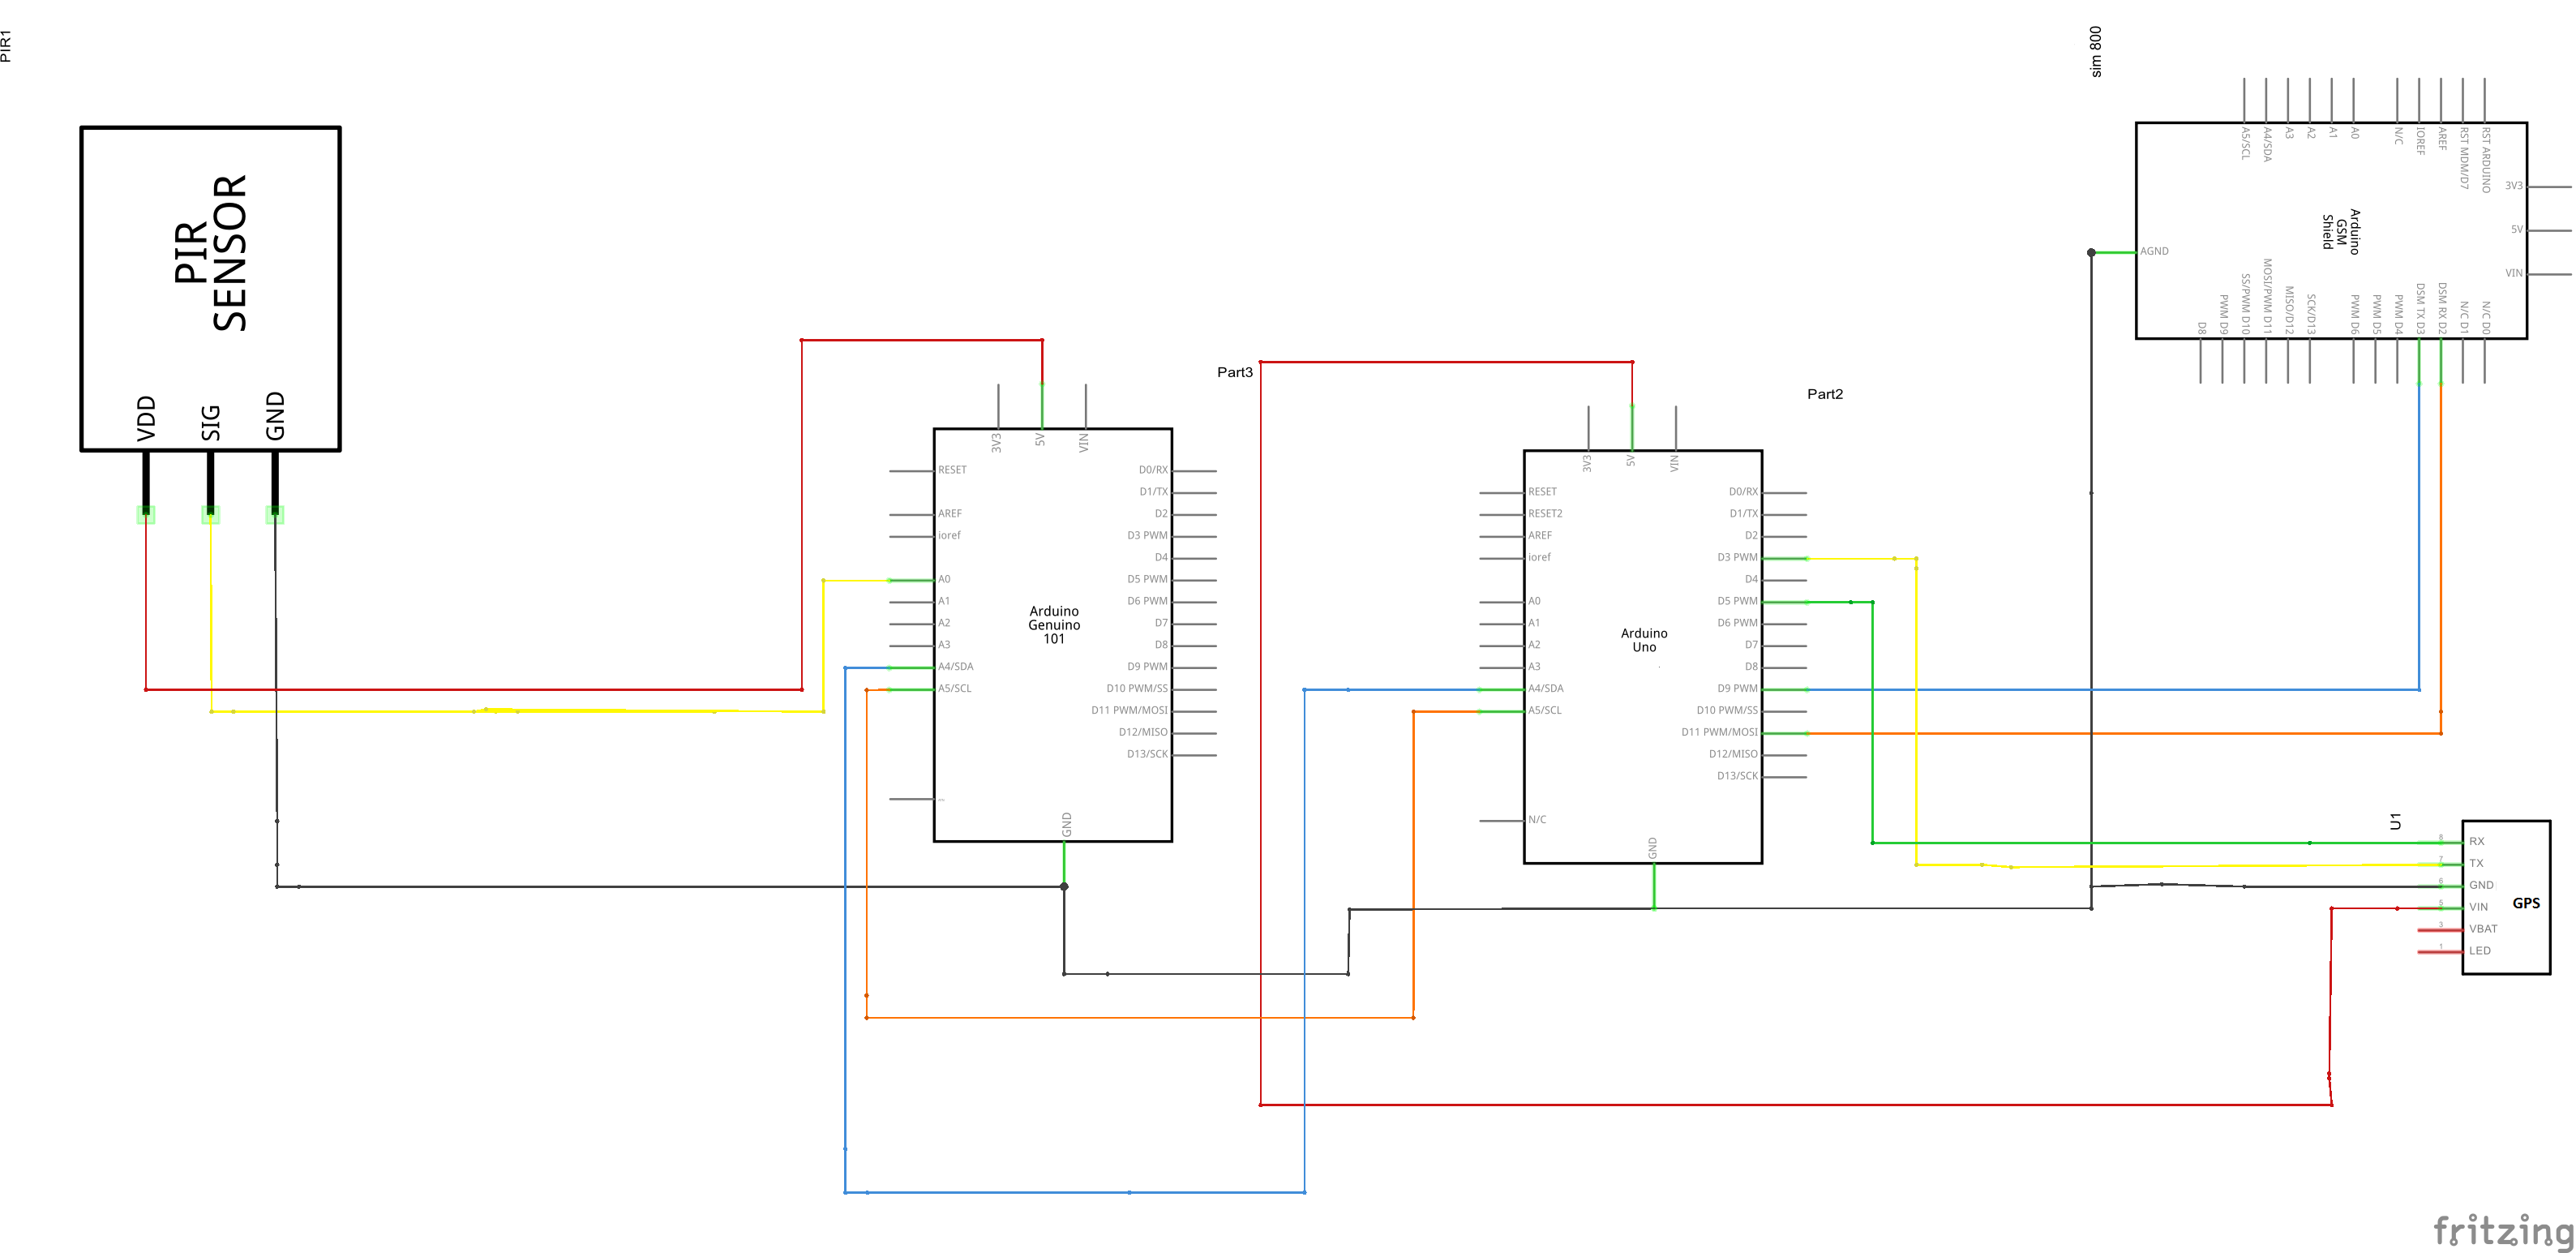 PIR1
PIR
SENSOR
VDD
SIG
GND
Part3
3V3
5V
VIN
RESET
AREF
ioref
A0
A1
A2
A3
A4/SDA
A5/SCL
D0/RX
D1/TX
D2
D3 PWM
D4
D5 PWM
D6 PWM
D7
D8
D9 PWM
D10 PWM/SS
D11 PWM/MOSI
D12/MISO
D13/SCK
Arduino
Genuino
101
GND
Part2
3V3
5V
VIN
RESET
RESET2
AREF
ioref
A0
A1
A2
A3
A4/SDA
A5/SCL
N/C
D0/RX
D1/TX
D2
D3 PWM
D4
D5 PWM
D6 PWM
D7
D8
D9 PWM
D10 PWM/SS
D11 PWM/MOSI
D12/MISO
D13/SCK
Arduino
Uno
GND
sim 800
A5/SCL
A4/SDA
A3
A2
A1
A0
N/C
IOREF
AREF
RST MDM/D7
RST ARDUINO
3V3
5V
VIN
AGND
Arduino
GSM
Shield
D8
PWM D9
SS/PWM D10
MOSI/PWM D11
MISO/D12
SCK/D13
PWM D6
PWM D5
PWM D4
DSM TX D3
DSM RX D2
N/C D1
N/C D0
U1
8 RX
7 TX
6 GND
5 VIN
3 VBAT
1 LED
GPS
fritzing